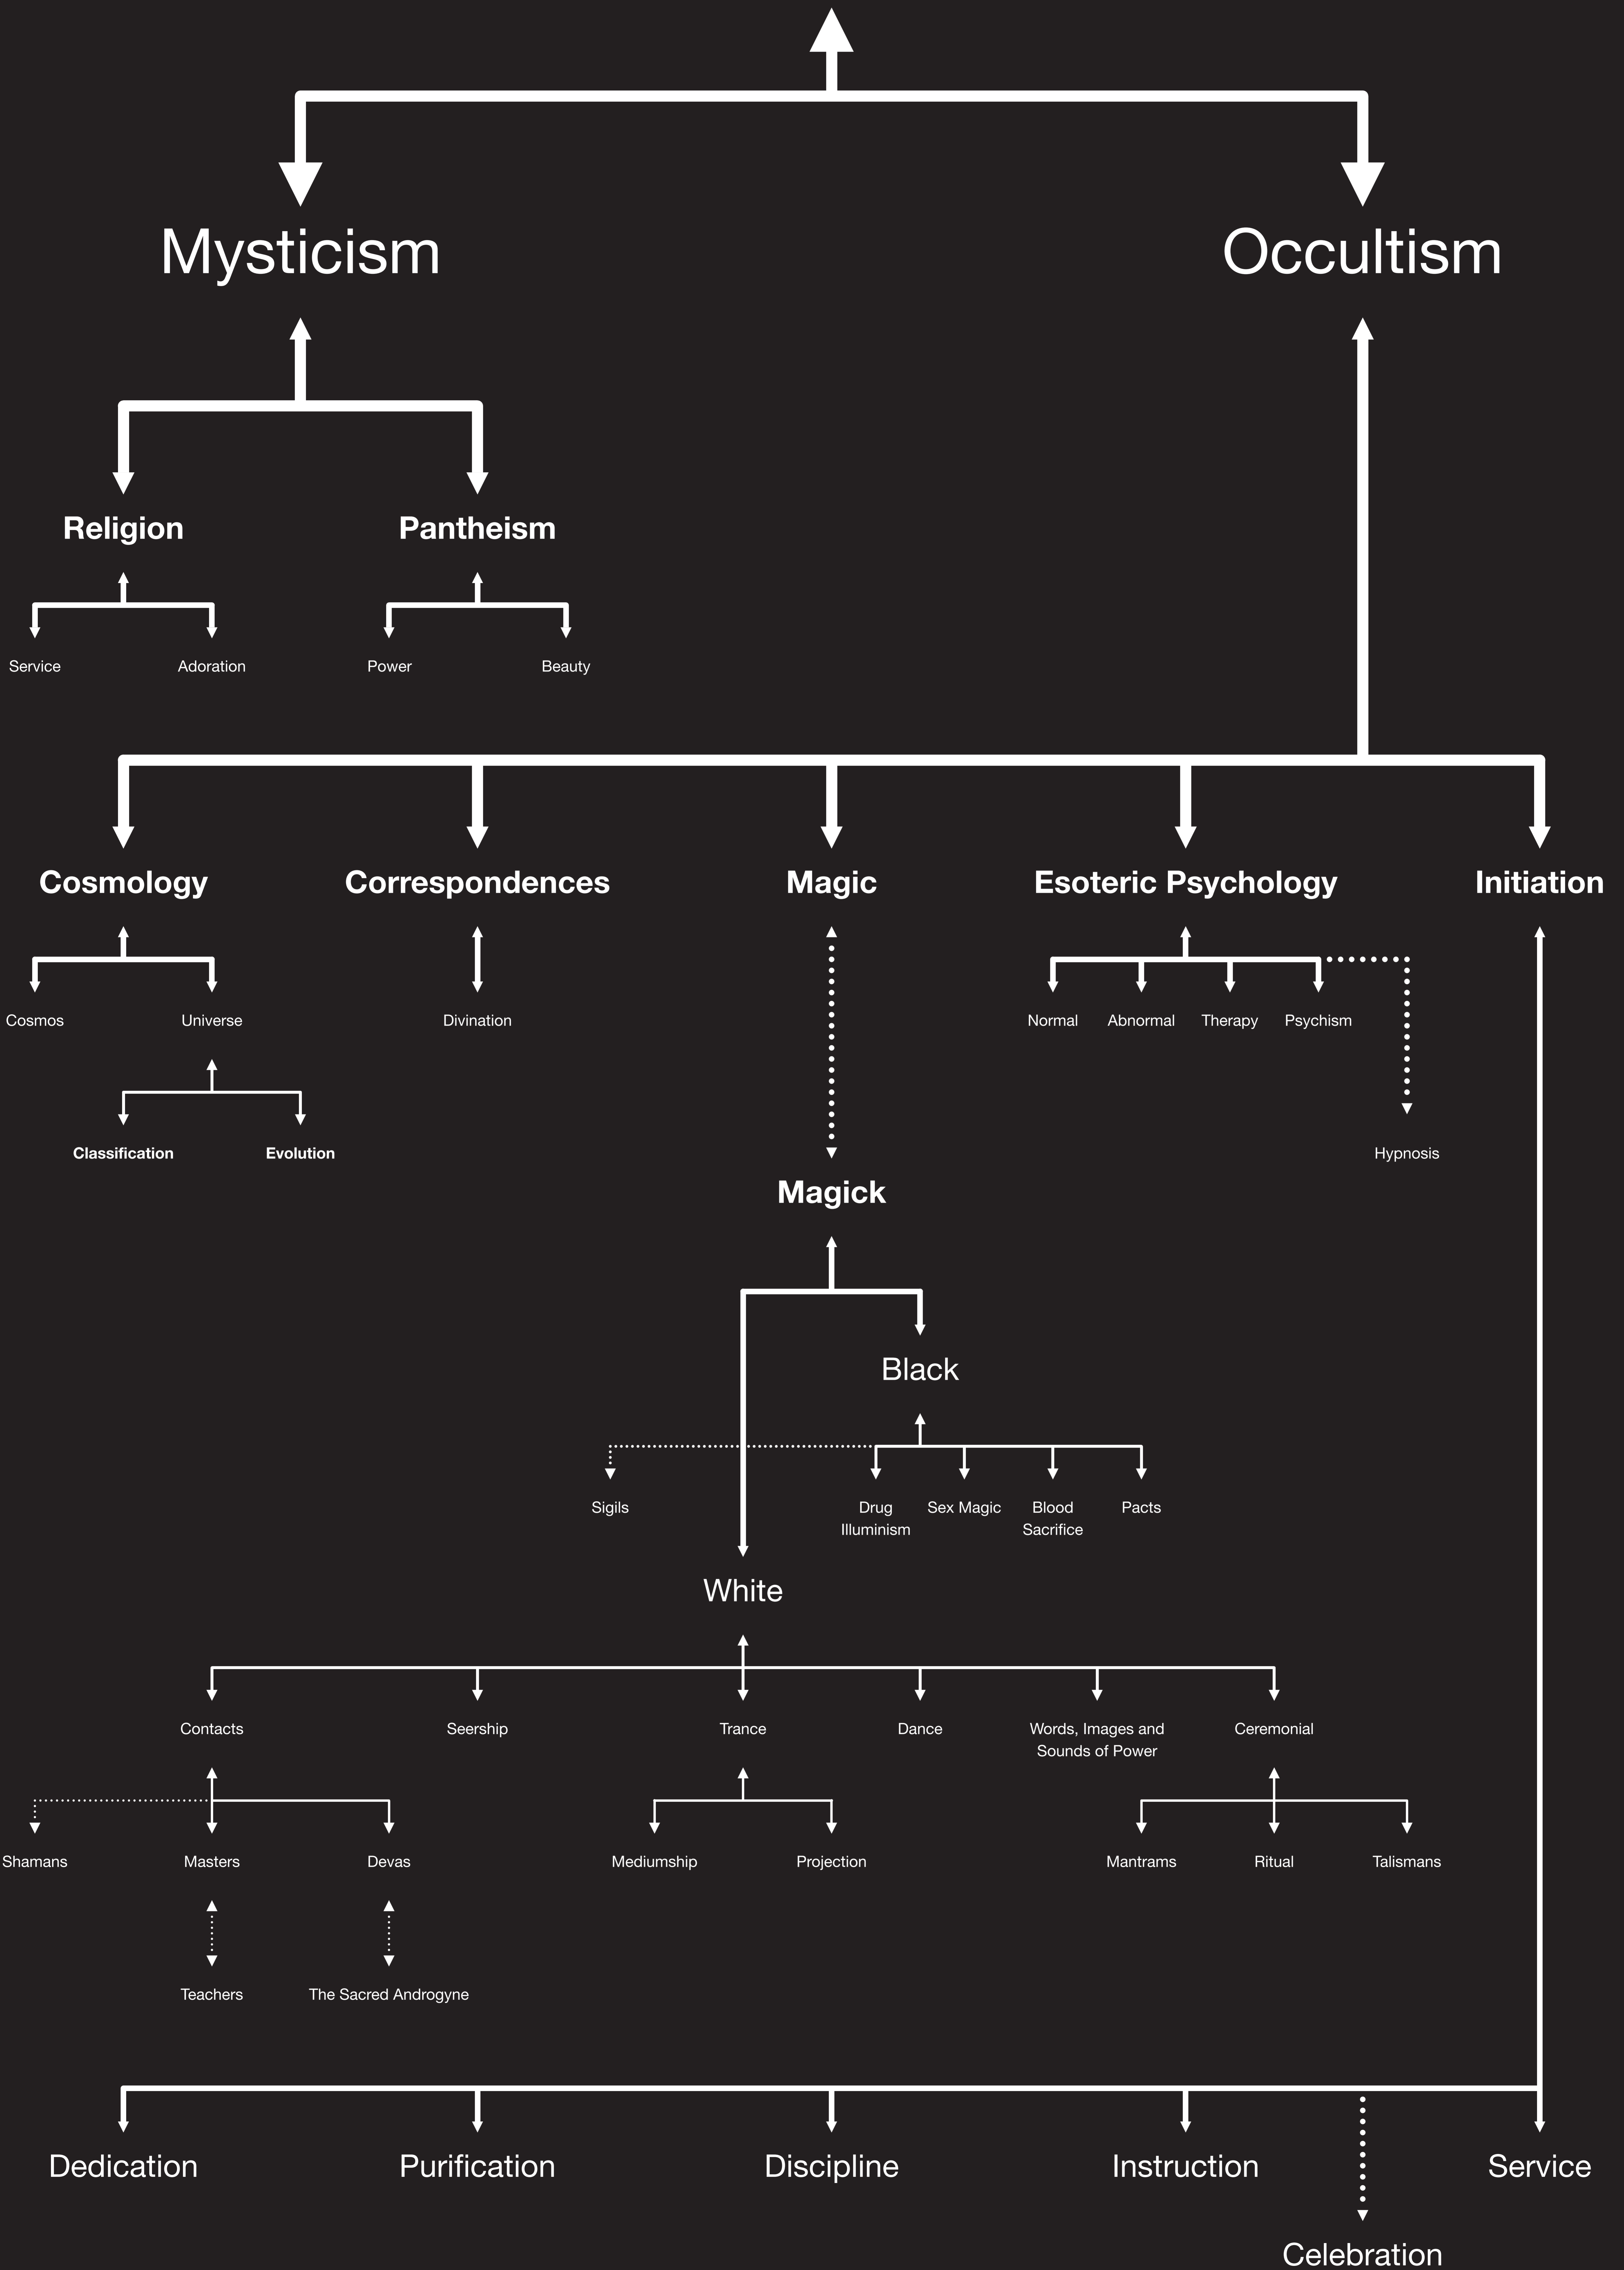 Mysticism
Occultism
Religion
Pantheism
Service
Adoration
Power
Beauty
Cosmology
Correspondences
Magic
Esoteric Psychology
Initiation
Cosmos
Universe
Divination
Normal
Abnormal
Therapy
Psychism
Classification
Evolution
Hypnosis
Magick
Black
Sigils
Drug
Illuminism
Sex Magic
Blood
Sacrifice
Pacts
White
Contacts
Seership
Trance
Dance
Words, Images and
Sounds of Power
Ceremonial
Shamans
Masters
Devas
Mediumship
Projection
Mantrams
Ritual
Talismans
Teachers
The Sacred Androgyne
Dedication
Purification
Discipline
Instruction
Service
Celebration